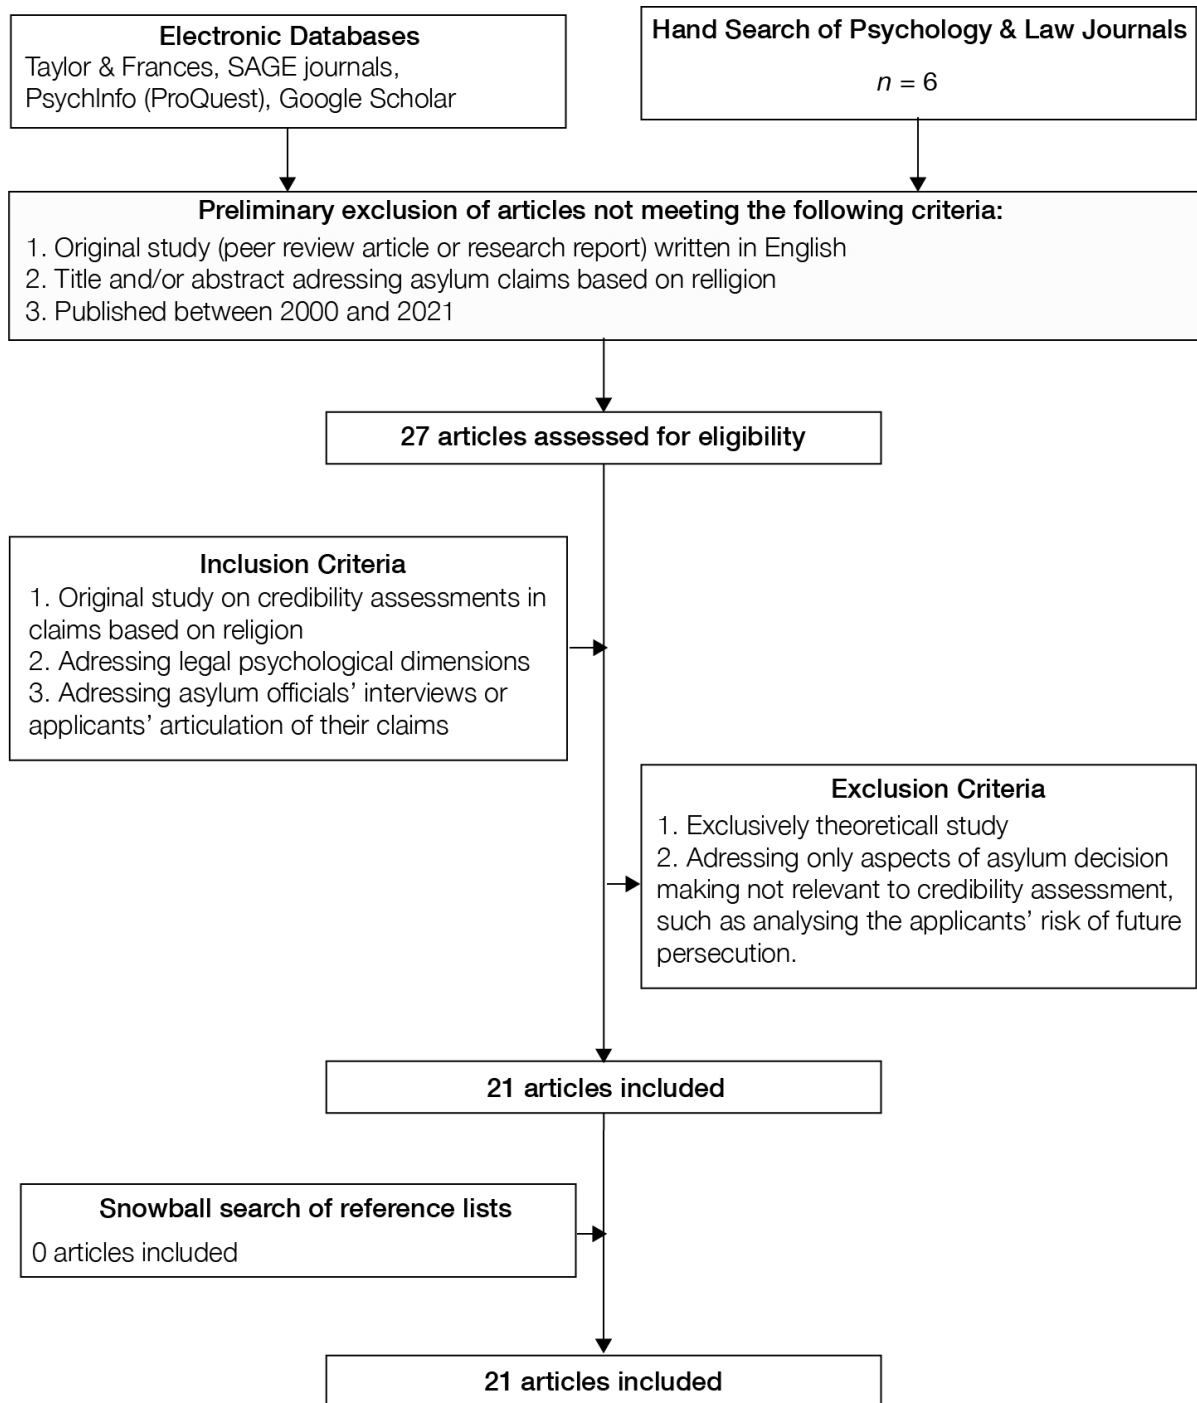 Electronic Databases
Taylor & Frances, SAGE journals,
PsychInfo (ProQuest), Google Scholar
Hand Search of Psychology & Law Journals
n = 6
Preliminary exclusion of articles not meeting the following criteria:
1. Original study (peer review article or research report) written in English
2. Title and/or abstract adressing asylum claims based on relligion
3. Published between 2000 and 2021
27 articles assessed for eligibility
Inclusion Criteria
1. Original study on credibility assessments in
claims based on religion
2. Adressing legal psychological dimensions
3. Adressing asylum officials’ interviews or
applicants’ articulation of their claims
Exclusion Criteria
1. Exclusively theoreticall study
2. Adressing only aspects of asylum decision
making not relevant to credibility assessment,
such as analysing the applicants’ risk of future
persecution.
21 articles included
Snowball search of reference lists
0 articles included
21 articles included